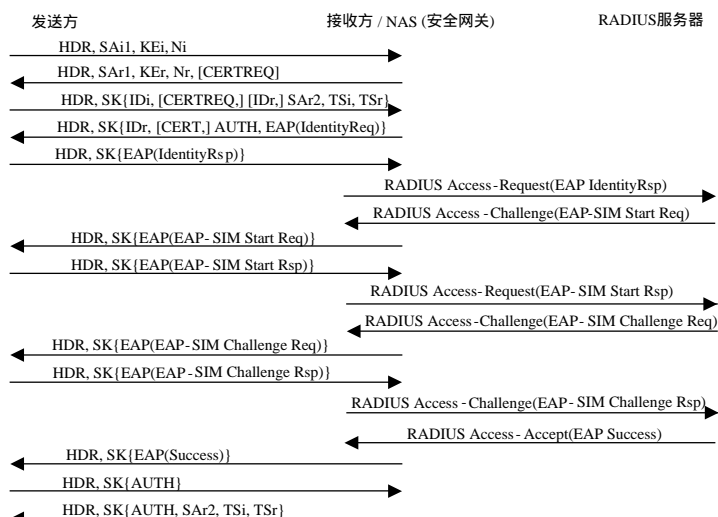 发送方 接收方 / NAS (安全网关) RADIUS服务器
HDR, SAi1, KEi, Ni
HDR, SAr1, KEr, Nr, [CERTREQ]
HDR, SK{IDi, [CERTREQ,] [IDr,] SAr2, TSi, TSr}
HDR, SK{IDr, [CERT,] AUTH, EAP(IdentityReq)}
HDR, SK{EAP(IdentityRsp)}
RADIUS Access-Request(EAP IdentityRsp)
RADIUS Access-Challenge(EAP-SIM Start Req)
HDR, SK{EAP(EAP-SIM Start Req)}
HDR, SK{EAP(EAP-SIM Start Rsp)}
RADIUS Access-Request(EAP-SIM Start Rsp)
RADIUS Access-Challenge(EAP-SIM Challenge Req)
HDR, SK{EAP(EAP-SIM Challenge Req)}
HDR, SK{EAP(EAP-SIM Challenge Rsp)}
RADIUS Access-Challenge(EAP-SIM Challenge Rsp)
RADIUS Access-Accept(EAP Success)
HDR, SK{EAP(Success)}
HDR, SK{AUTH}
HDR, SK{AUTH, SAr2, TSi, TSr}